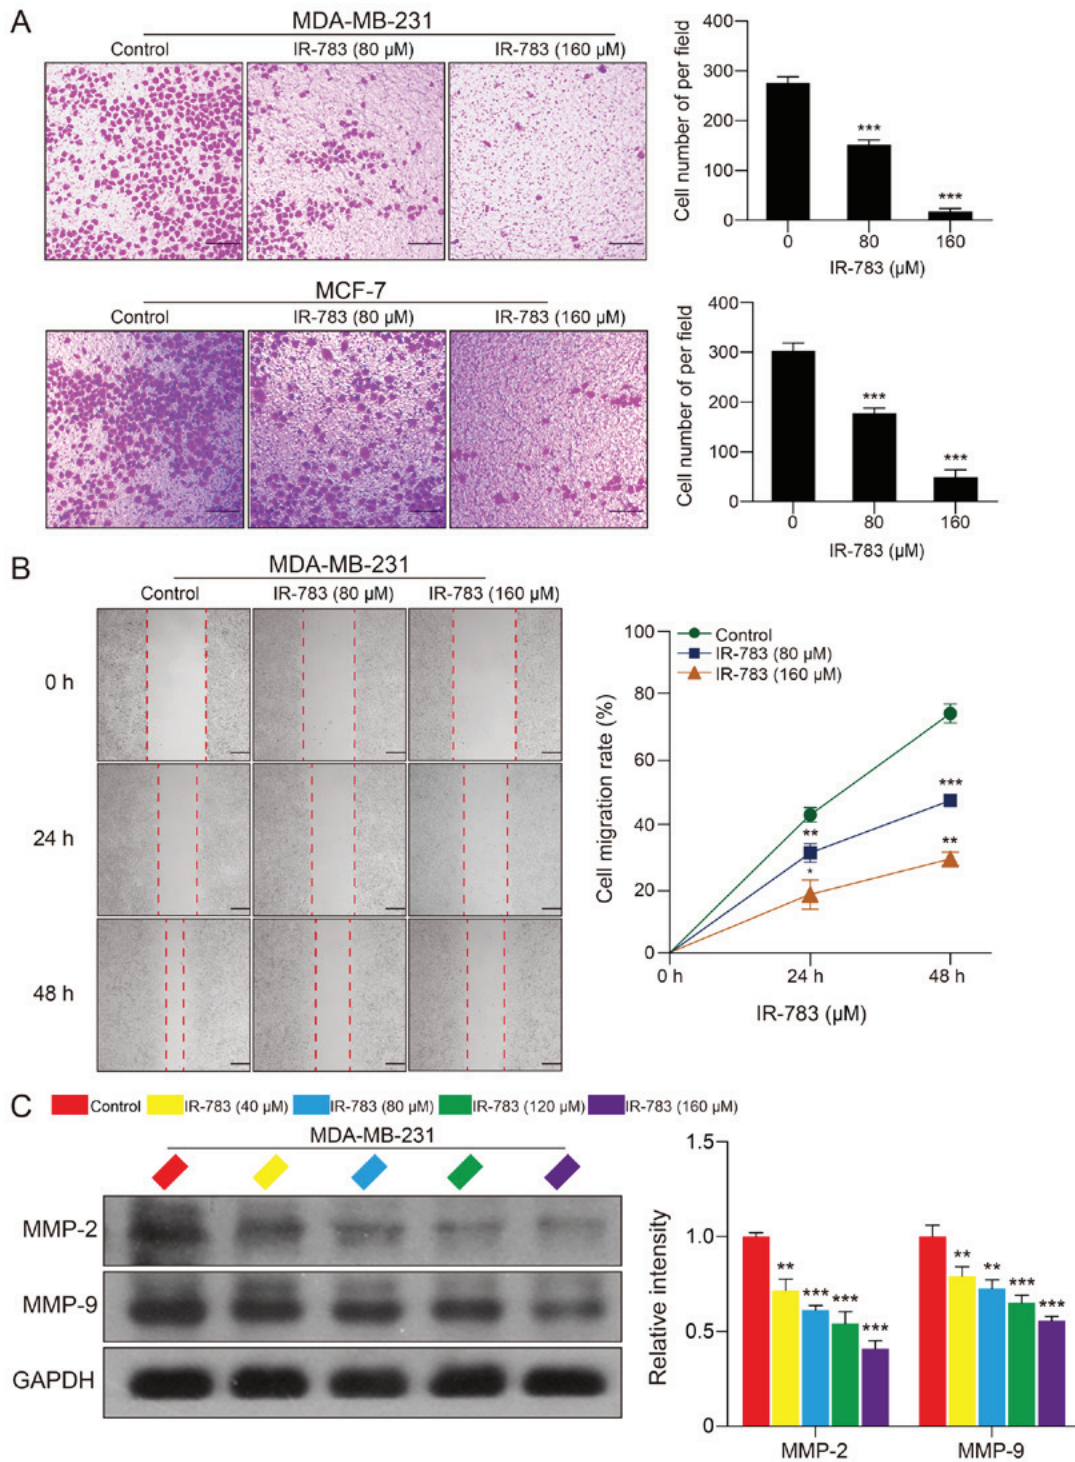 A
MDA-MB-231
Control
IR-783 (80 µM)
IR-783 (160 µM)
Cell number of per field
400
300
200
100
0
***
***
0
80
160
IR-783 (µM)
MCF-7
Control
IR-783 (80 µM)
IR-783 (160 µM)
Cell number of per field
300
300
200
100
0
***
***
0
80
160
IR-783 (µM)
B
MDA-MB-231
Control
IR-783 (80 µM)
IR-783 (160 µM)
0 h
24 h
48 h
Cell migration rate (%)
100
80
60
40
20
0
Control
IR-783 (80 µM)
IR-783 (160 µM)
**
*
***
**
0 h
24 h
48 h
IR-783 (µM)
C
Control
IR-783 (40 µM)
IR-783 (80 µM)
IR-783 (120 µM)
IR-783 (160 µM)
MDA-MB-231
MMP-2
MMP-9
GAPDH
Relative intensity
1.5
1.0
0.5
0
**
***
***
***
**
**
***
***
MMP-2
MMP-9